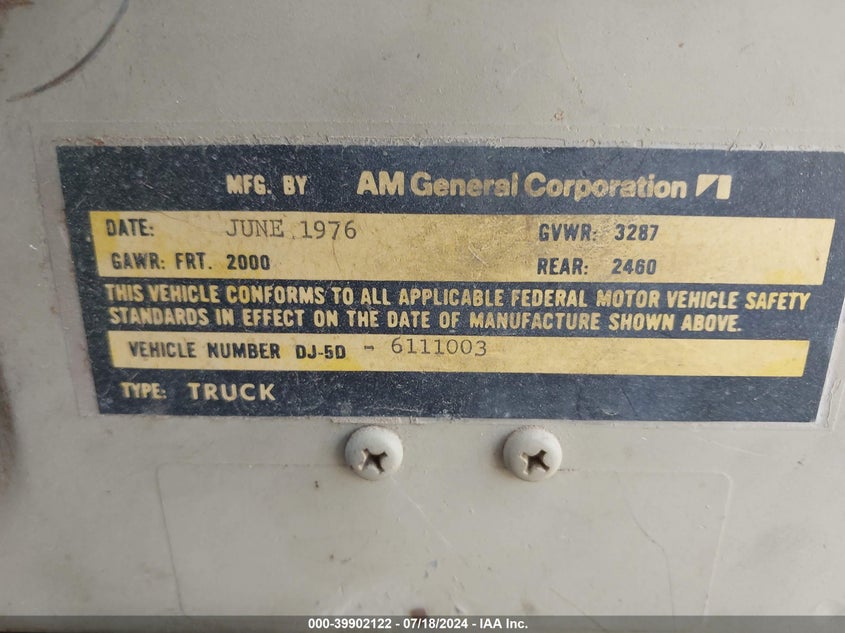 MFG. BY AM General Corporation
DATE: JUNE 1976 GVWR: 3287
GAWR: FRT. 2000 REAR: 2460
THIS VEHICLE CONFORMS TO ALL APPLICABLE FEDERAL MOTOR VEHICLE SAFETY
STANDARDS IN EFFECT ON THE DATE OF MANUFACTURE SHOWN ABOVE.
VEHICLE NUMBER DJ-5D - 6111003
TYPE: TRUCK
000-39902122 - 07/18/2024 - IAA Inc.